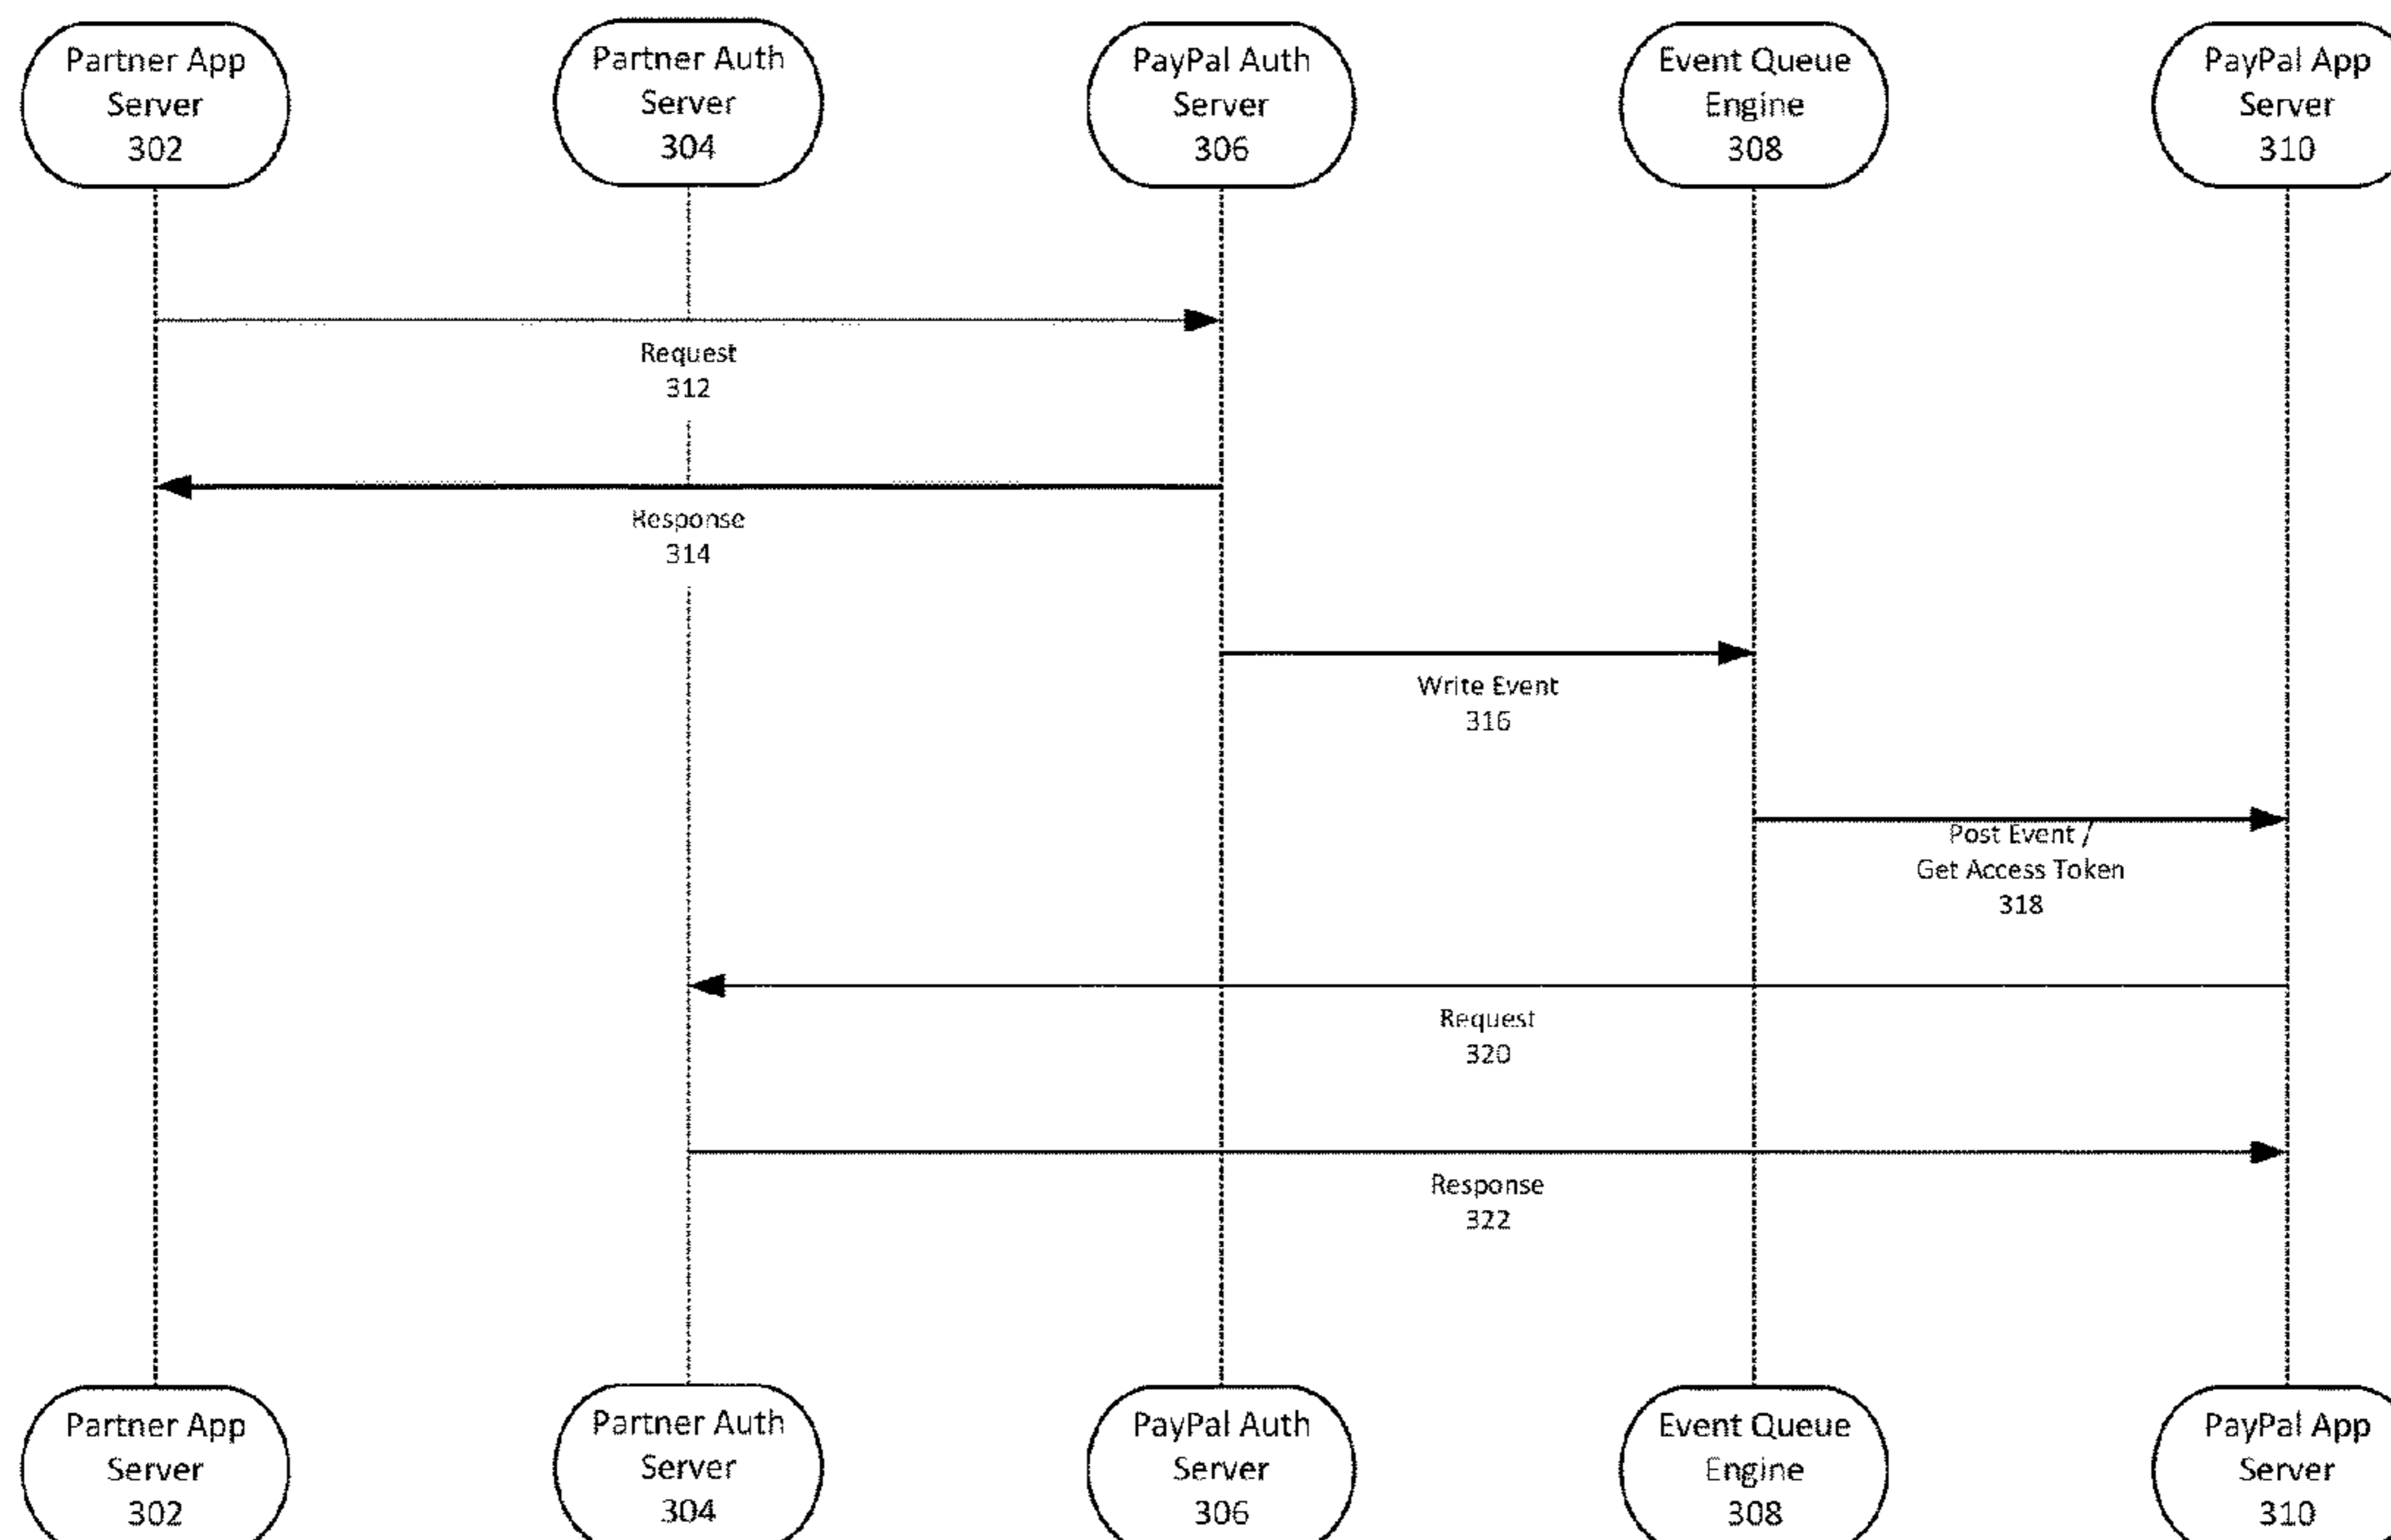 Partner App
Server
302
Partner Auth
Server
304
PayPal Auth
Server
306
Event Queue
Engine
308
PayPal App
Server
310
Request
312
Response
314
Write Event
316
Post Event /
Get Access Token
318
Request
320
Response
322
Partner App
Server
302
Partner Auth
Server
304
PayPal Auth
Server
306
Event Queue
Engine
308
PayPal App
Server
310